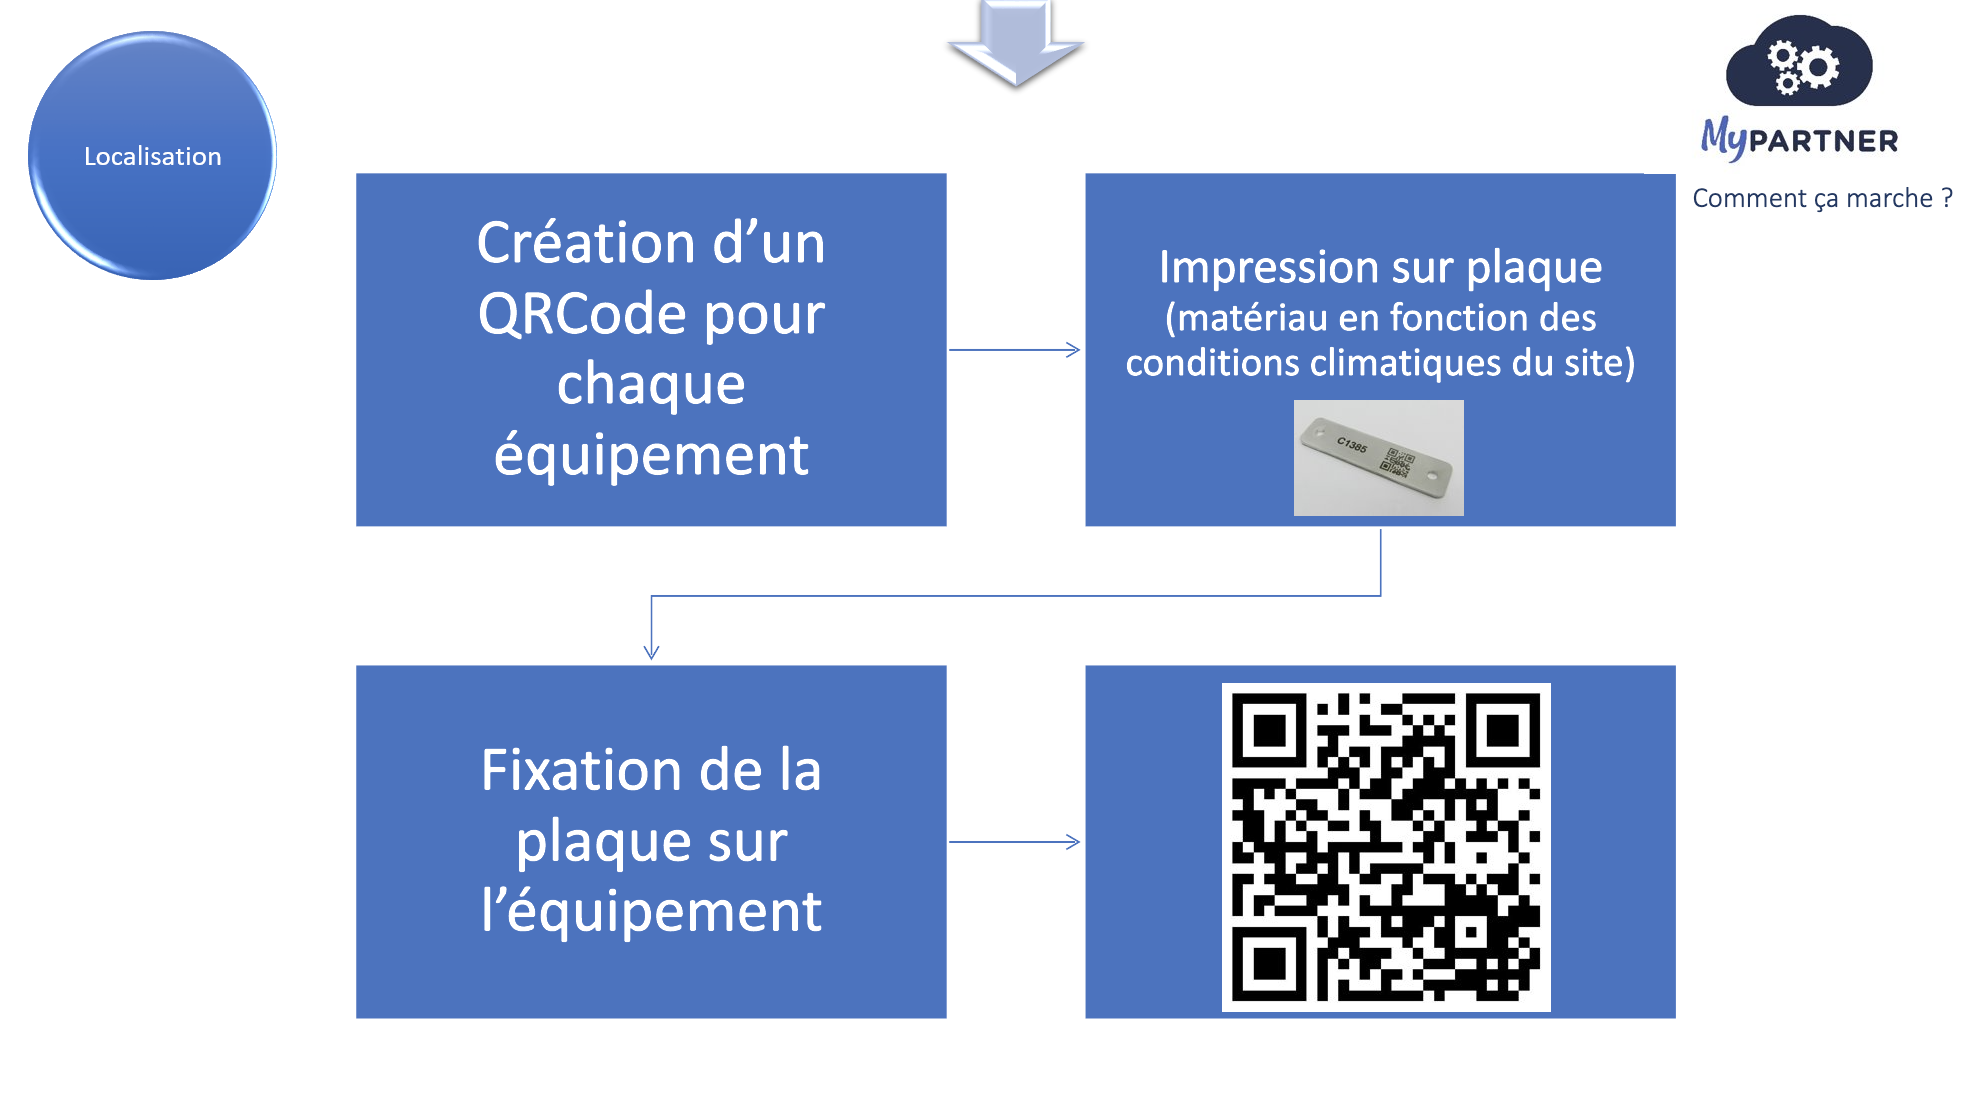 Localisation
MyPARTNER
Comment ça marche ?
Création d’un
QRCode pour
chaque
équipement
Impression sur plaque
(matériau en fonction des
conditions climatiques du site)
C1385
Fixation de la
plaque sur
l’équipement